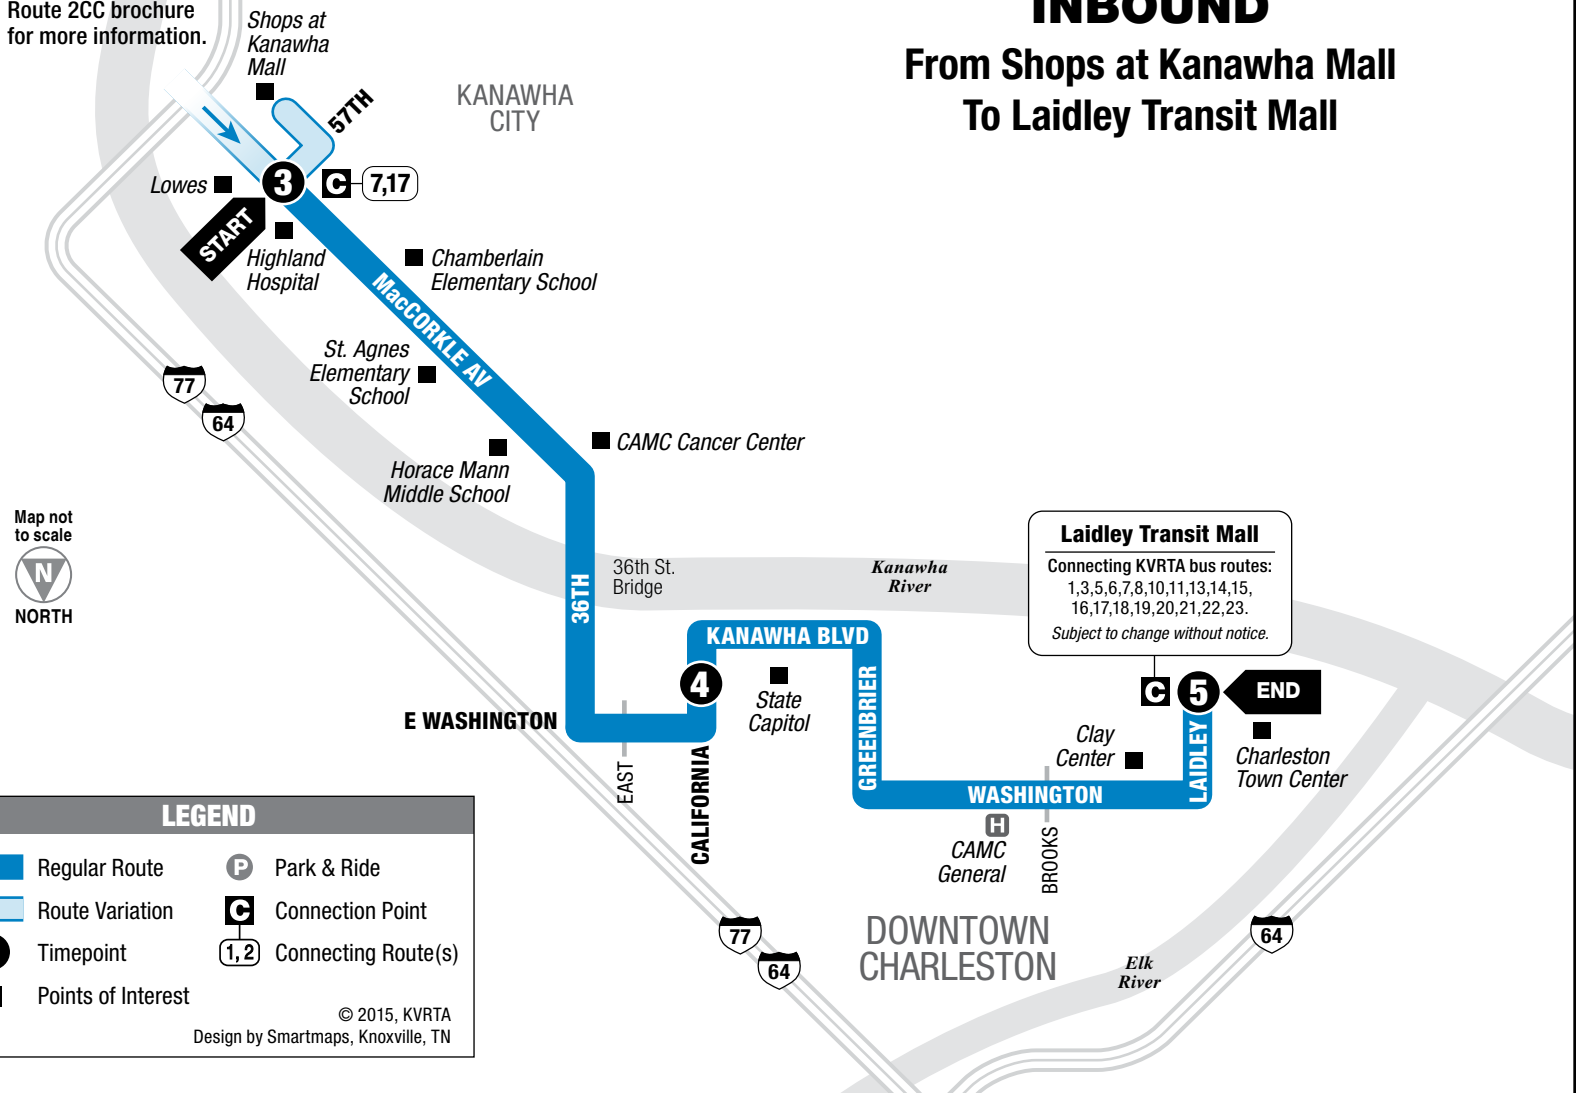 Route 2CC brochure
for more information.
INBOUND
From Shops at Kanawha Mall
To Laidley Transit Mall
Shops at
Kanawha
Mall
57TH
KANAWHA
CITY
Lowes
3
C
7,17
START
Highland
Hospital
Chamberlain
Elementary School
MacCORKLE AV
St. Agnes
Elementary
School
77
64
CAMC Cancer Center
Horace Mann
Middle School
Map not
to scale
N
NORTH
36TH
36th St.
Bridge
Kanawha
River
Laidley Transit Mall
Connecting KVRTA bus routes:
1,3,5,6,7,8,10,11,13,14,15,
16,17,18,19,20,21,22,23.
Subject to change without notice.
KANAWHA BLVD
4
State
Capitol
GREENBRIER
C
5
END
E WASHINGTON
EAST
CALIFORNIA
Clay
Center
LAIDLEY
Charleston
Town Center
WASHINGTON
H
CAMC
General
BROOKS
DOWNTOWN
CHARLESTON
77
64
64
Elk
River
LEGEND
Regular Route
P
Park & Ride
Route Variation
C
Connection Point
Timepoint
1,2
Connecting Route(s)
Points of Interest
© 2015, KVRTA
Design by Smartmaps, Knoxville, TN